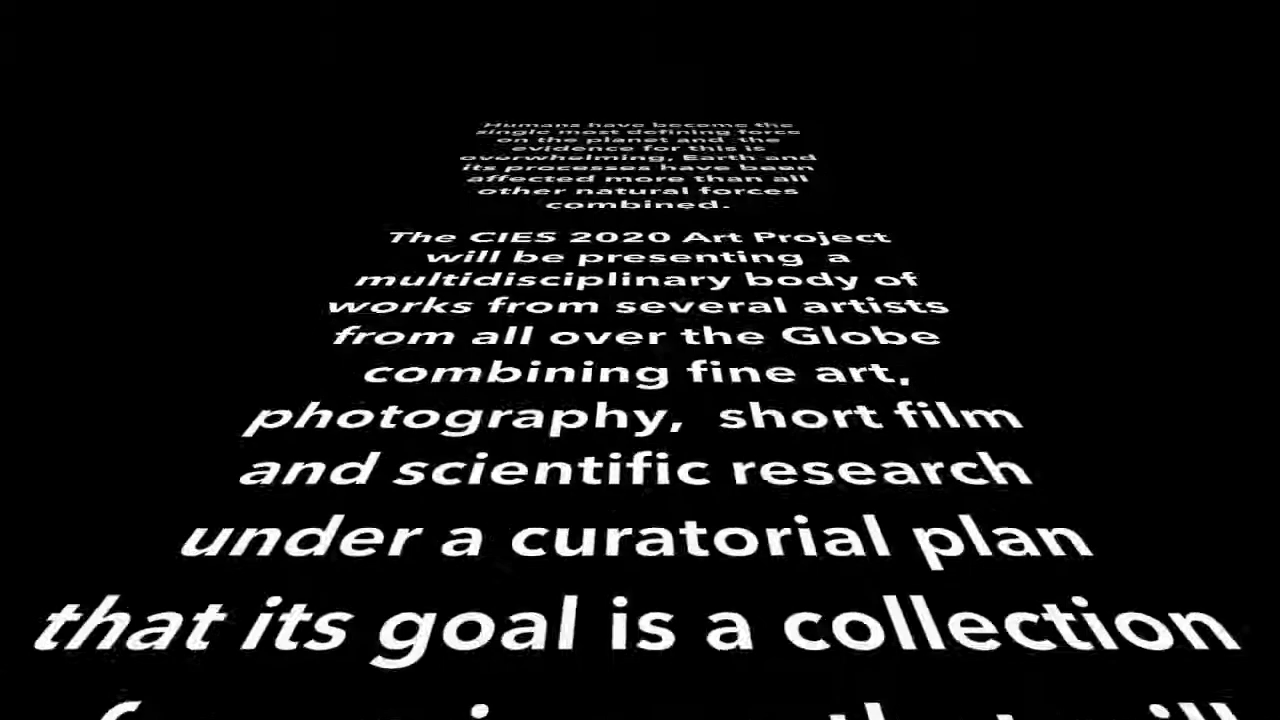 Humans have become the
single most defining force
on the planet and the
evidence for this is
overwhelming, Earth and
its processes have been
affected more than all
other natural forces
combined.
The CIES 2020 Art Project
will be presenting a
multidisciplinary body of
works from several artists
from all over the Globe
combining fine art,
photography, short film
and scientific research
under a curatorial plan
that its goal is a collection